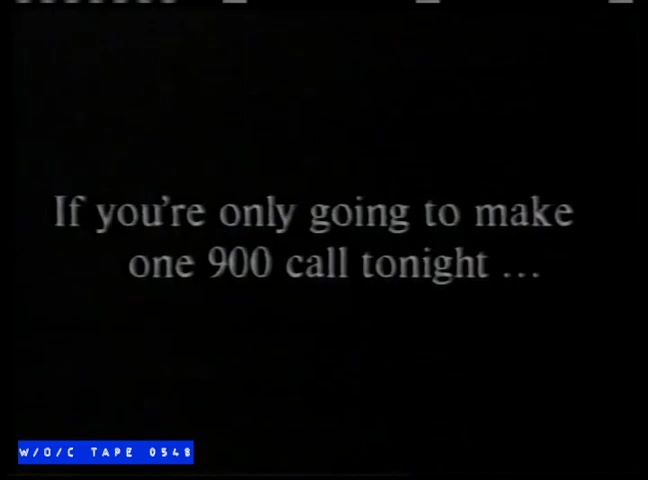 If you're only going to make
one 900 call tonight ...
W/O/C TAPE 0548